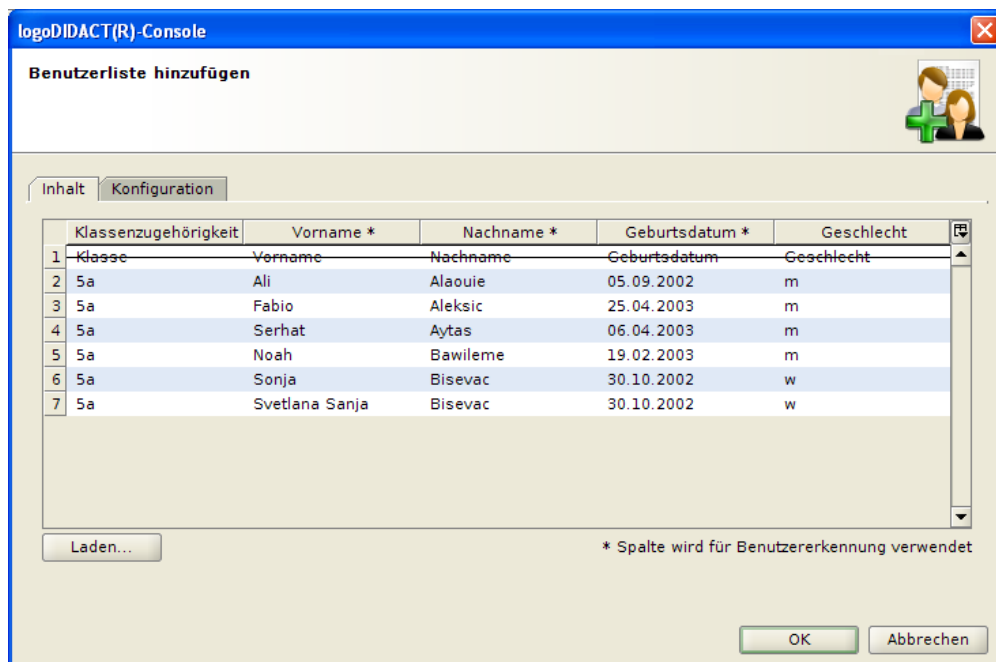 logoDIDACT(R)-Console
Benutzerliste hinzufügen
Inhalt Konfiguration
Klassenzugehörigkeit Vorname * Nachname * Geburtsdatum * Geschlecht
1 Klasse Vorname Nachname Geburtsdatum Geschlecht
2 5a Ali Alaouie 05.09.2002 m
3 5a Fabio Aleksic 25.04.2003 m
4 5a Serhat Aytas 06.04.2003 m
5 5a Noah Bawileme 19.02.2003 m
6 5a Sonja Bisevac 30.10.2002 w
7 5a Svetlana Sanja Bisevac 30.10.2002 w
Laden... * Spalte wird für Benutzererkennung verwendet
OK Abbrechen